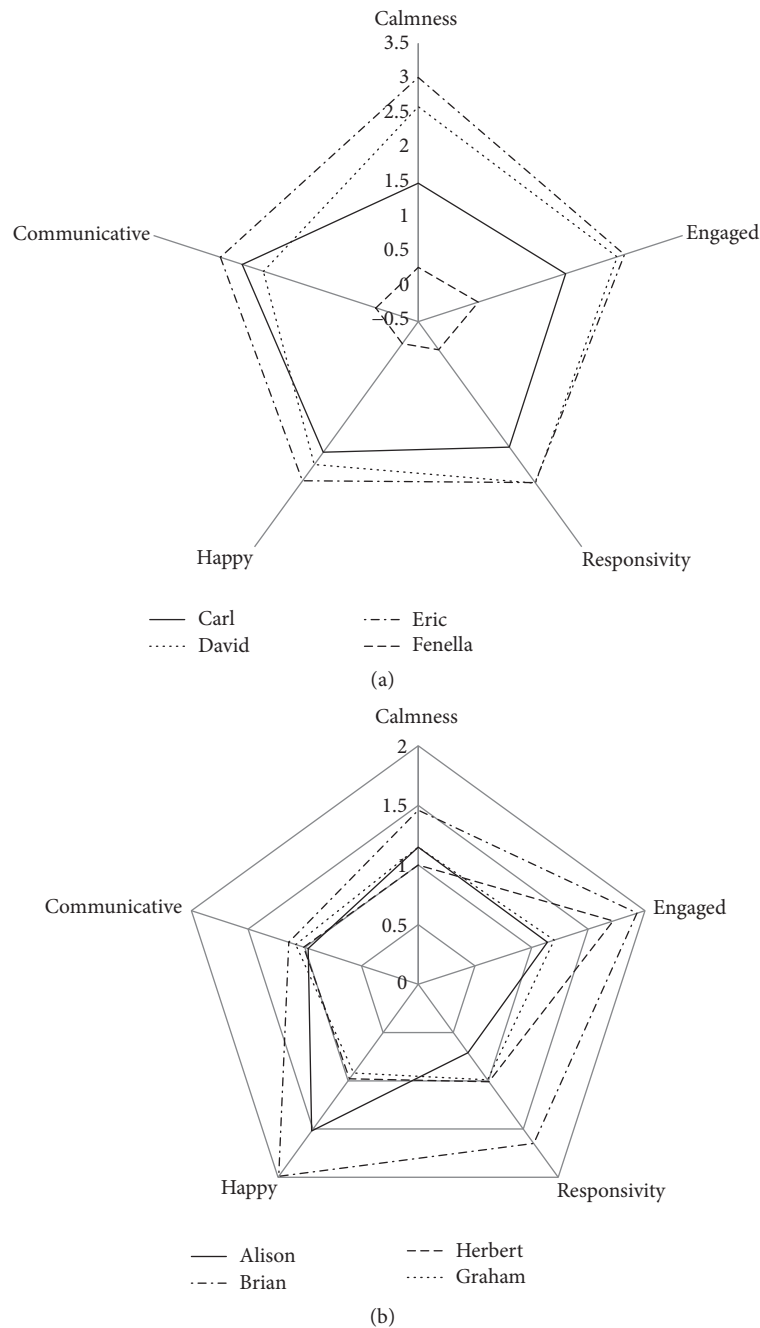 Calmness
3.5
3
2.5
2
1.5
1
0.5
0
−0.5
Communicative
Engaged
Happy
Responsivity
Carl
Eric
David
Fenella
(a)
Calmness
2
1.5
1
0.5
0
Communicative
Engaged
Happy
Responsivity
Alison
Herbert
Brian
Graham
(b)